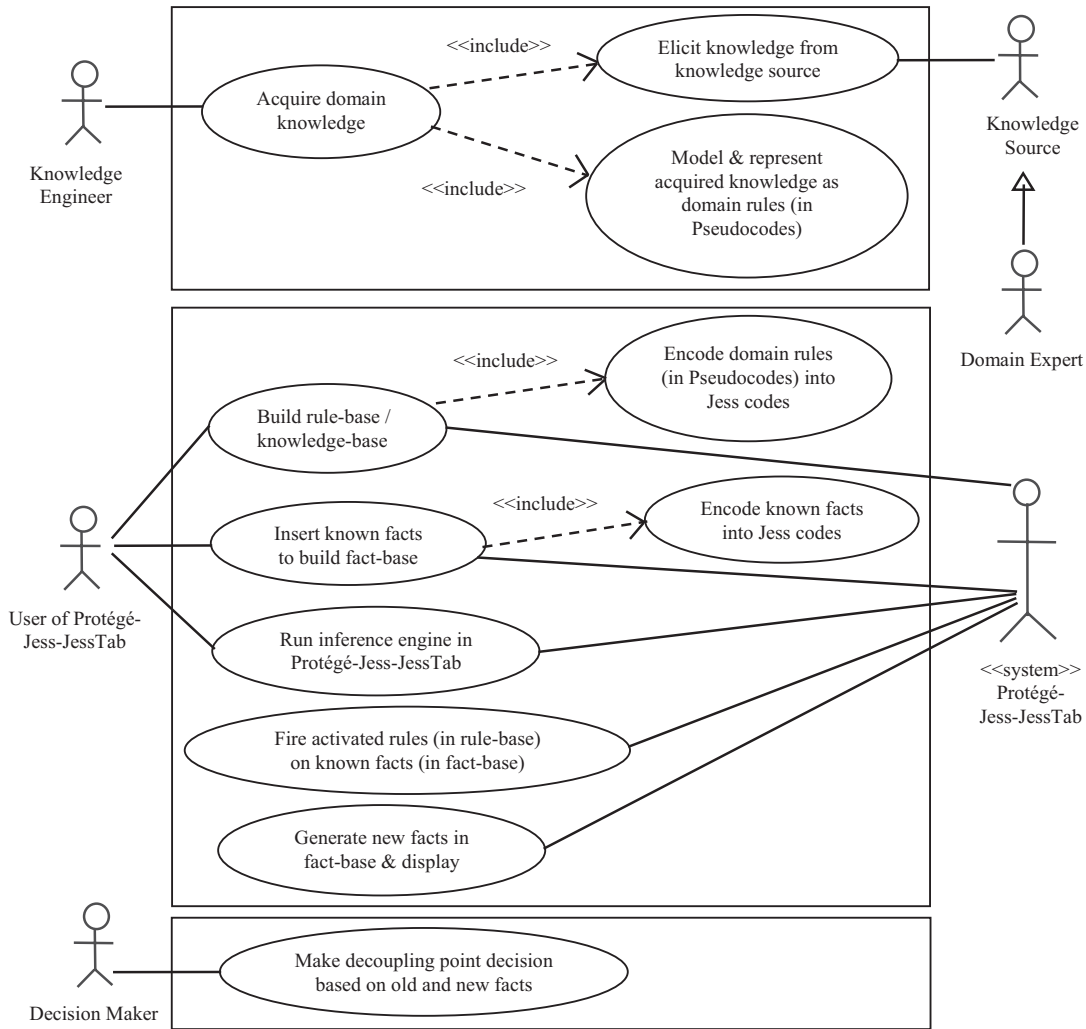 <<include>>
Elicit knowledge from
knowledge source
Acquire domain
knowledge
Knowledge
Engineer
<<include>>
Model & represent
acquired knowledge as
domain rules (in
Pseudocodes)
Knowledge
Source
Domain Expert
<<include>>
Encode domain rules
(in Pseudocodes) into
Jess codes
Build rule-base /
knowledge-base
<<include>>
Encode known facts
into Jess codes
Insert known facts
to build fact-base
User of Protégé-
Jess-JessTab
Run inference engine in
Protégé-Jess-JessTab
<<system>>
Protégé-
Jess-JessTab
Fire activated rules (in rule-base)
on known facts (in fact-base)
Generate new facts in
fact-base & display
Make decoupling point decision
based on old and new facts
Decision Maker